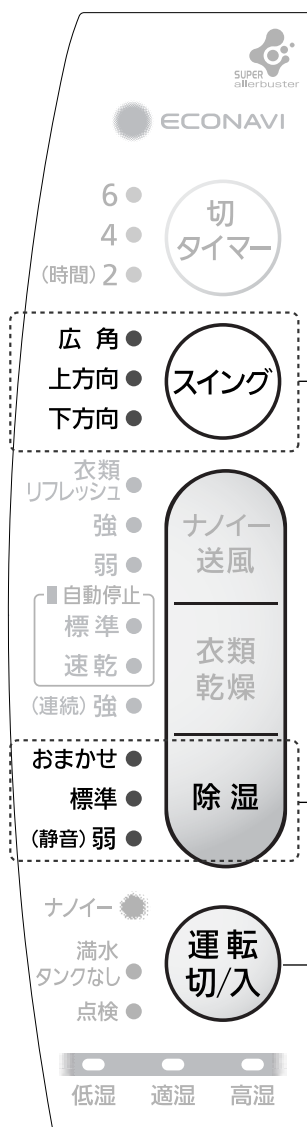 SUPER
allerbuster
ECONAVI
6
4
(時間) 2
切
タイマー
広 角
上方向
下方向
スイング
衣類
リフレッシュ
強
弱
自動停止
標 準
速 乾
(連続) 強
ナノイー
送風
衣類
乾燥
おまかせ
標準
(静音) 弱
除 湿
ナノイー
満水
タンクなし
点検
運 転
切/入
低湿 適湿 高湿